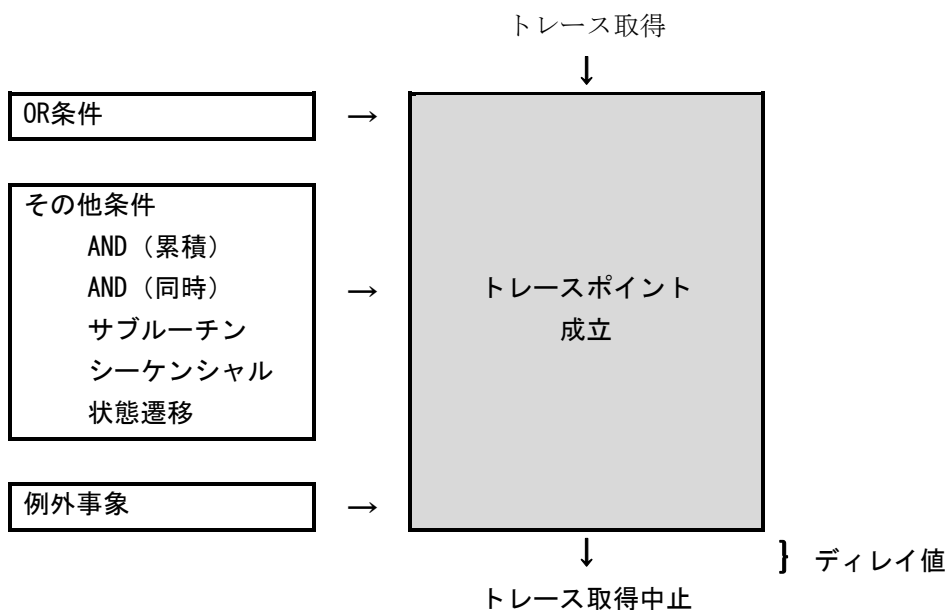 トレース取得
↓
OR条件
→
その他条件
AND（累積）
AND（同時）
サブルーチン
シーケンシャル
状態遷移
→
トレースポイント
成立
例外事象
→
↓
} ディレイ値
トレース取得中止